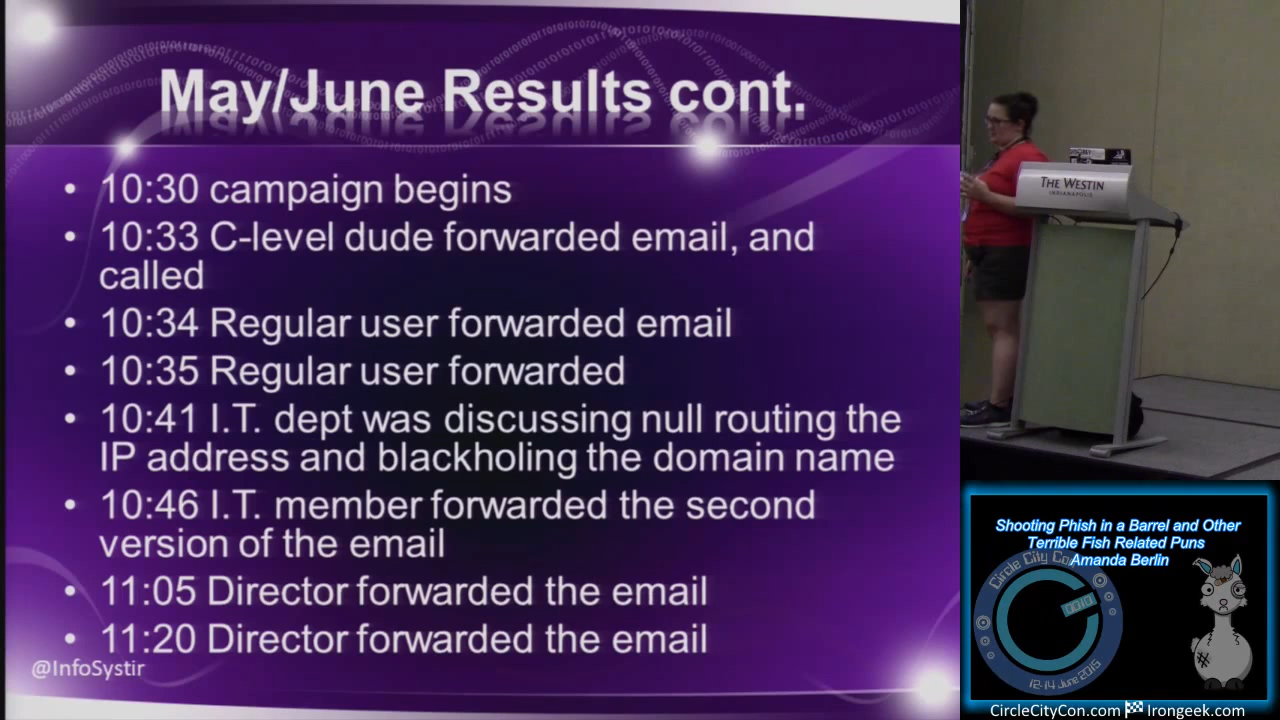 May/June Results cont.
• 10:30 campaign begins
• 10:33 C-level dude forwarded email, and
called
• 10:34 Regular user forwarded email
• 10:35 Regular user forwarded
• 10:41 I.T. dept was discussing null routing the
IP address and blackholing the domain name
• 10:46 I.T. member forwarded the second
version of the email
• 11:05 Director forwarded the email
• 11:20 Director forwarded the email
@InfoSystir
THE WESTIN
INDIANAPOLIS
Shooting Phish in a Barrel and Other
Terrible Fish Related Puns
Amanda Berlin
Circle City Con
12-14 June 2015
CircleCityCon.com Irongeek.com